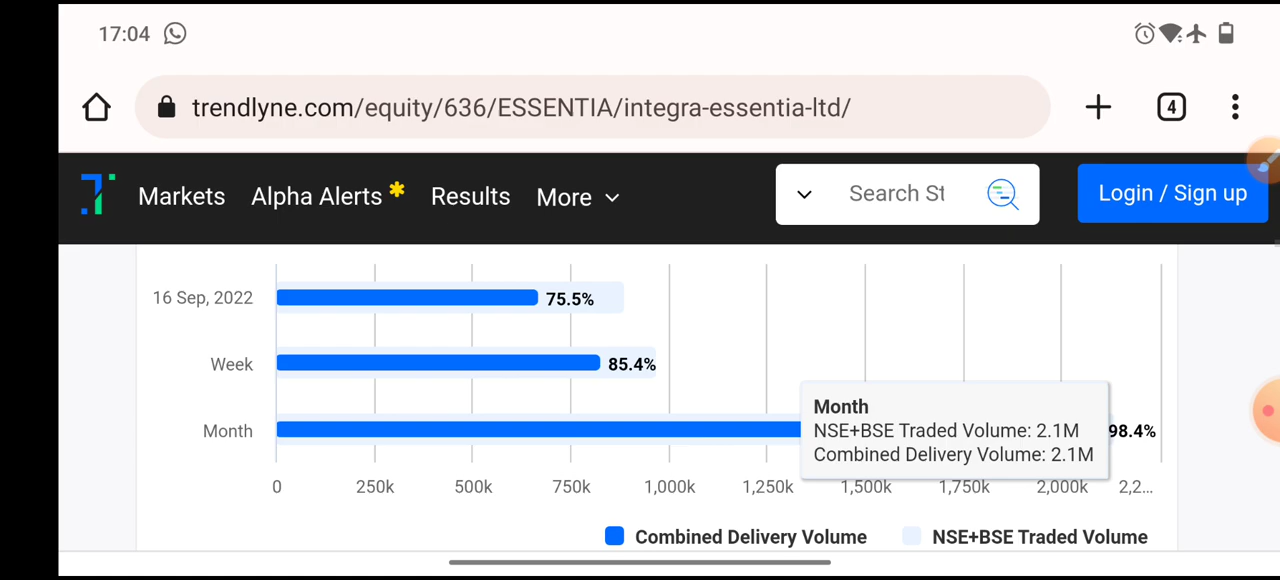 17:04
trendlyne.com/equity/636/ESSENTIA/integra-essentia-ltd/
4
Markets Alpha Alerts * Results More Search St Login / Sign up
16 Sep, 2022 75.5%
Week 85.4%
Month 98.4%
Month
NSE+BSE Traded Volume: 2.1M
Combined Delivery Volume: 2.1M
0 250k 500k 750k 1,000k 1,250k 1,500k 1,750k 2,000k 2,2...
Combined Delivery Volume NSE+BSE Traded Volume